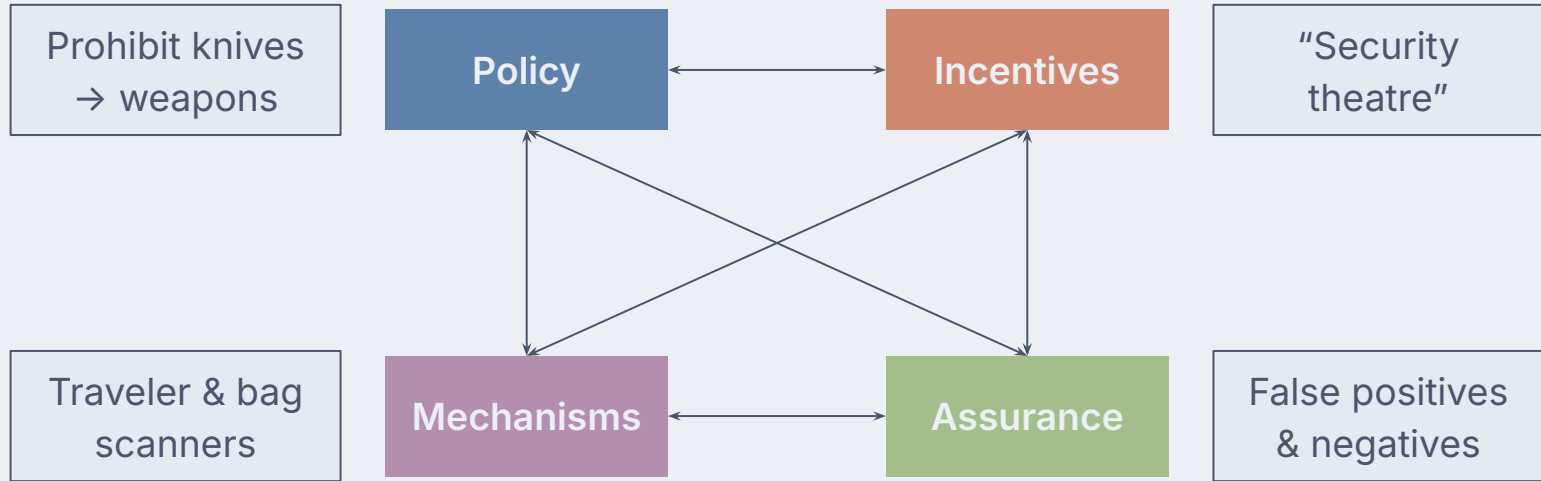 Prohibit knives
→ weapons
Policy
Incentives
“Security
theatre”
Traveler & bag
scanners
Mechanisms
Assurance
False positives
& negatives